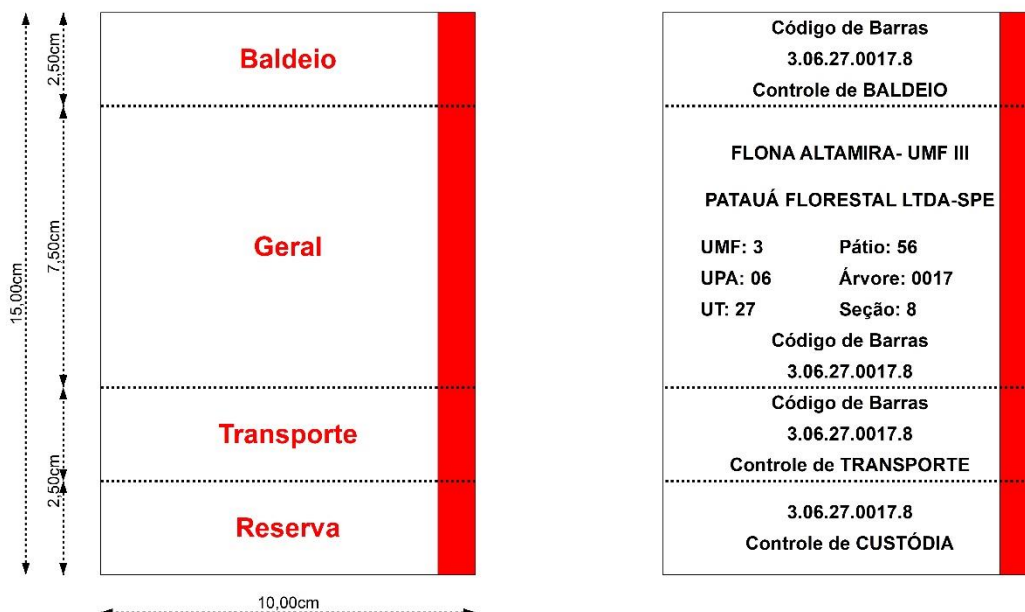 2,50cm
Baldeio
7,50cm
15,00cm
Geral
Transporte
2,50cm
Reserva
10,00cm
Código de Barras
3.06.27.0017.8
Controle de BALDEIO
FLONA ALTAMIRA- UMF III
PATAUÁ FLORESTAL LTDA-SPE
UMF: 3 Pátio: 56
UPA: 06 Árvore: 0017
UT: 27 Seção: 8
Código de Barras
3.06.27.0017.8
Código de Barras
3.06.27.0017.8
Controle de TRANSPORTE
3.06.27.0017.8
Controle de CUSTÓDIA